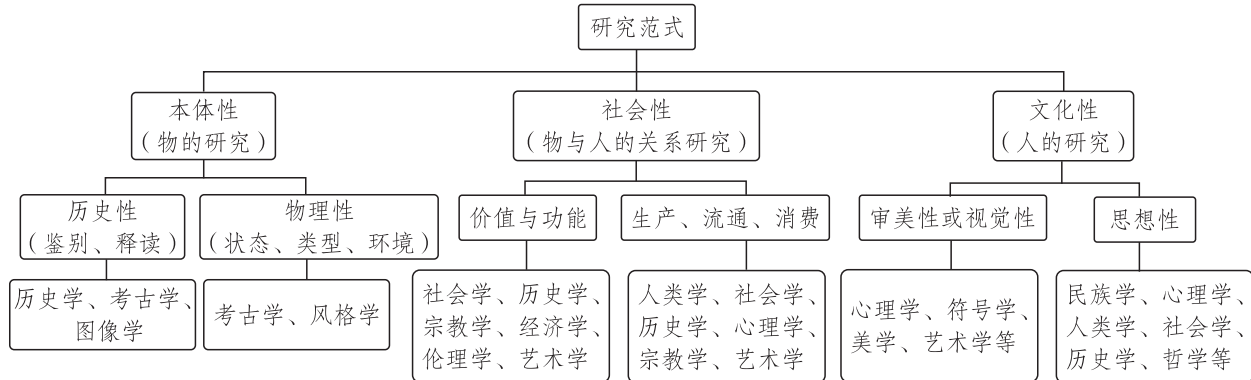 研究范式
本体性
（物的研究）
社会性
（物与人的关系研究）
文化性
（人的研究）
历史性
（鉴别、释读）
物理性
（状态、类型、环境）
价值与功能
生产、流通、消费
审美性或视觉性
思想性
历史学、考古学、
图像学
考古学、风格学
社会学、历史学、
宗教学、经济学、
伦理学、艺术学
人类学、社会学、
历史学、心理学、
宗教学、艺术学
心理学、符号学、
美学、艺术学等
民族学、心理学、
人类学、社会学、
历史学、哲学等